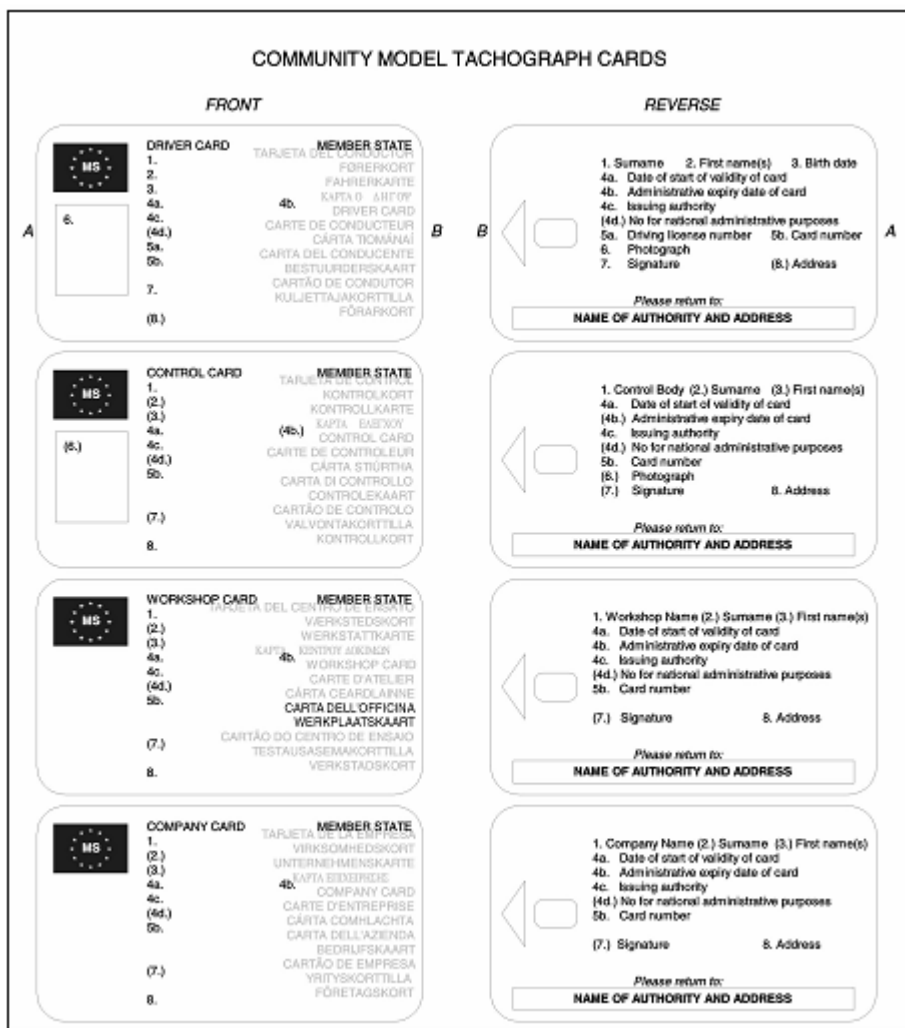 COMMUNITY MODEL TACHOGRAPH CARDS
FRONT
REVERSE
A
B
B
A
MS
DRIVER CARD MEMBER STATE
TARJETA DEL CONDUCTOR
1.
FØRERKORT
2.
FAHRERKARTE
3.
ΚΑΡΤΑ Ο ΔΗΓΟΥ
4a. 4b.
DRIVER CARD
4c.
CARTE DE CONDUCTEUR
(4d.)
CÁRTA TIOMÁNAÍ
5a.
CARTA DEL CONDUCENTE
5b.
BESTUURDERSKAART
CARTÃO DE CONDUTOR
6.
7.
KULJETTAJAKORTTILLA
FÖRARKORT
(8.)
1. Surname 2. First name(s) 3. Birth date
4a. Date of start of validity of card
4b. Administrative expiry date of card
4c. Issuing authority
(4d.) No for national administrative purposes
5a. Driving license number 5b. Card number
6. Photograph
7. Signature (8.) Address
Please return to:
NAME OF AUTHORITY AND ADDRESS
MS
CONTROL CARD MEMBER STATE
TARJETA DE CONTROL
1.
KONTROLKORT
(2.)
KONTROLLKARTE
(3.)
ΚΑΡΤΑ ΕΛΕΓΧΟΥ
4a. (4b.)
CONTROL CARD
4c.
CARTE DE CONTROLEUR
(4d.)
CÁRTA STIÚRTHA
5b.
CARTA DI CONTROLLO
CONTROLEKAART
CARTÃO DE CONTROLO
(6.)
(7.)
VALVONTAKORTTILLA
KONTROLLKORT
8.
1. Control Body (2.) Surname (3.) First name(s)
4a. Date of start of validity of card
(4b.) Administrative expiry date of card
4c. Issuing authority
(4d.) No for national administrative purposes
5b. Card number
(6.) Photograph
(7.) Signature 8. Address
Please return to:
NAME OF AUTHORITY AND ADDRESS
MS
WORKSHOP CARD MEMBER STATE
TARJETA DEL CENTRO DE ENSAYO
1.
VÆRKSTEDSKORT
(2.)
WERKSTATTKARTE
(3.)
ΚΑΡΤΑ ΚΕΝΤΡΟΥ ΔΟΚΙΜΩΝ
4a. 4b.
WORKSHOP CARD
4c.
CARTE D'ATELIER
(4d.)
CÁRTA CEARDLAINNE
5b.
CARTA DELL'OFFICINA
WERKPLAATSKAART
CARTÃO DO CENTRO DE ENSAIO
(7.)
TESTAUSASEMAKORTTILLA
VERKSTADSKORT
8.
1. Workshop Name (2.) Surname (3.) First name(s)
4a. Date of start of validity of card
4b. Administrative expiry date of card
4c. Issuing authority
(4d.) No for national administrative purposes
5b. Card number
(7.) Signature 8. Address
Please return to:
NAME OF AUTHORITY AND ADDRESS
MS
COMPANY CARD MEMBER STATE
TARJETA DE LA EMPRESA
1.
VIRKSOMHEDSKORT
(2.)
UNTERNEHMENSKARTE
(3.)
ΚΑΡΤΑ ΕΠΙΧΕΙΡΗΣΗΣ
4a. 4b.
COMPANY CARD
4c.
CARTE D'ENTREPRISE
(4d.)
CÁRTA COMHLACHTA
5b.
CARTA DELL'AZIENDA
BEDRIJFSKAART
CARTÃO DE EMPRESA
(7.)
YRITYSKORTTILLA
FÖRETAGSKORT
8.
1. Company Name (2.) Surname (3.) First name(s)
4a. Date of start of validity of card
4b. Administrative expiry date of card
4c. Issuing authority
(4d.) No for national administrative purposes
5b. Card number
(7.) Signature 8. Address
Please return to:
NAME OF AUTHORITY AND ADDRESS